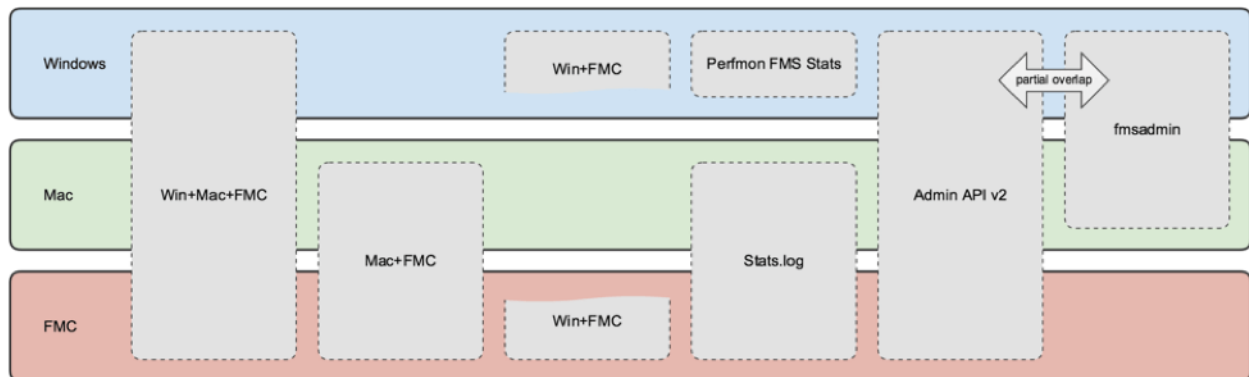 Windows
Win+FMC
Perfmon FMS Stats
partial overlap
fmsadmin
Mac
Win+Mac+FMC
Admin API v2
Mac+FMC
Stats.log
FMC
Win+FMC